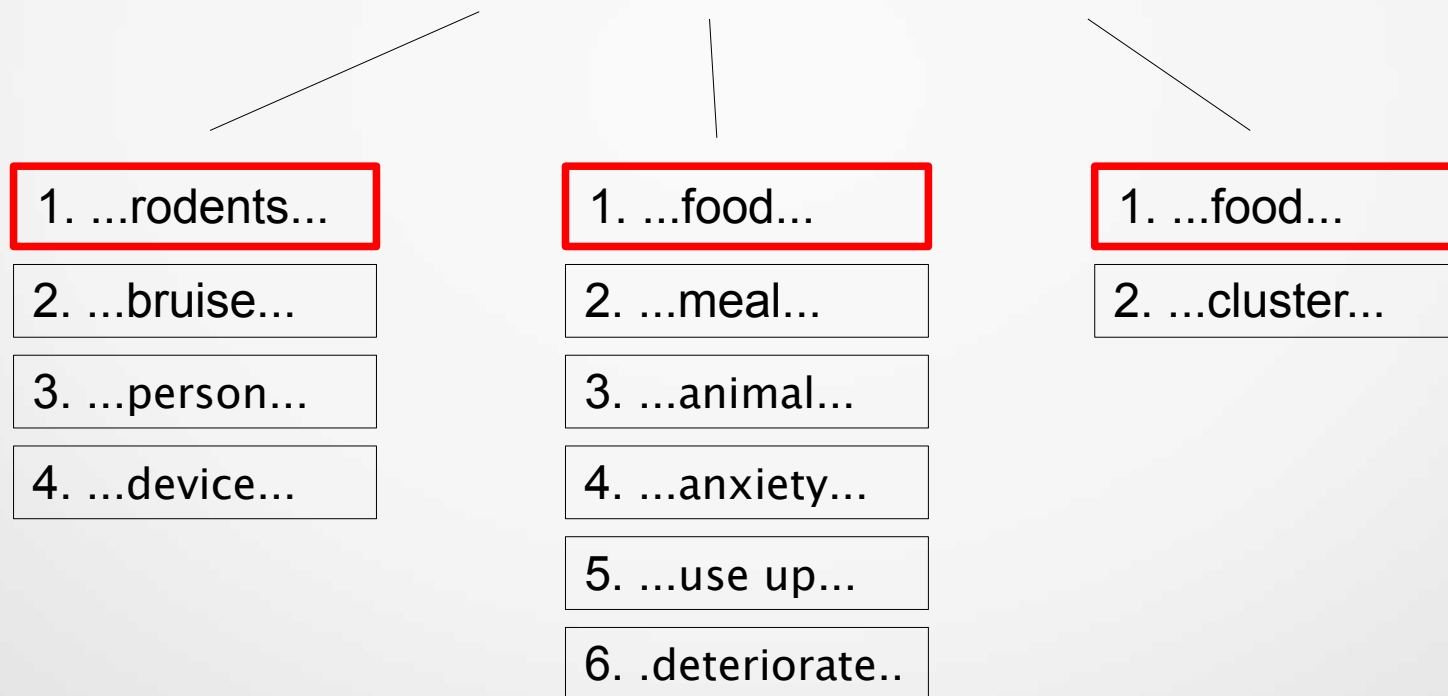 1. ...rodents...
2. ...bruise...
3. ...person...
4. ...device...
1. ...food...
2. ...meal...
3. ...animal...
4. ...anxiety...
5. ...use up...
6. .deteriorate..
1. ...food...
2. ...cluster...